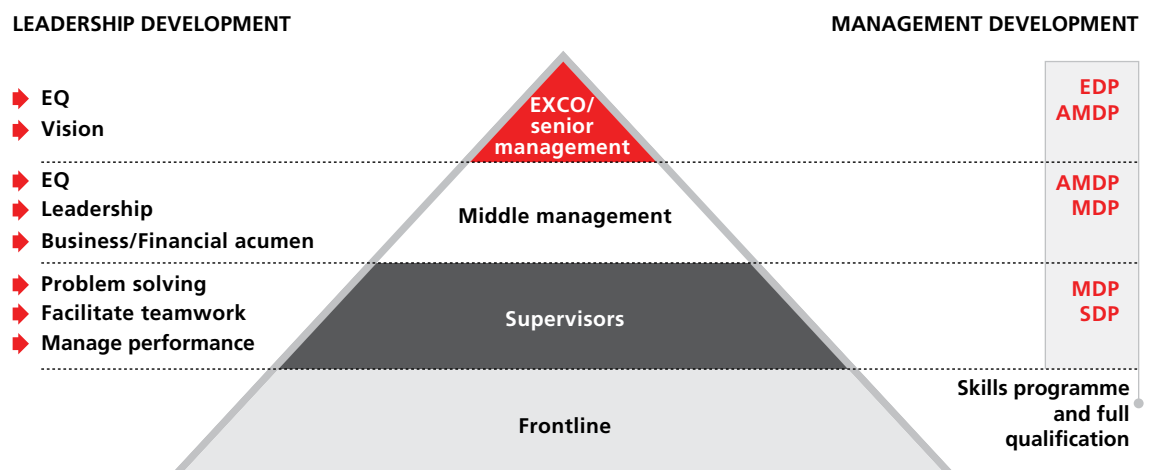 LEADERSHIP DEVELOPMENT
MANAGEMENT DEVELOPMENT
EQ
Vision
EXCO/
senior
management
EDP
AMDP
EQ
Leadership
Business/Financial acumen
Middle management
AMDP
MDP
Problem solving
Facilitate teamwork
Manage performance
Supervisors
MDP
SDP
Frontline
Skills programme
and full
qualification